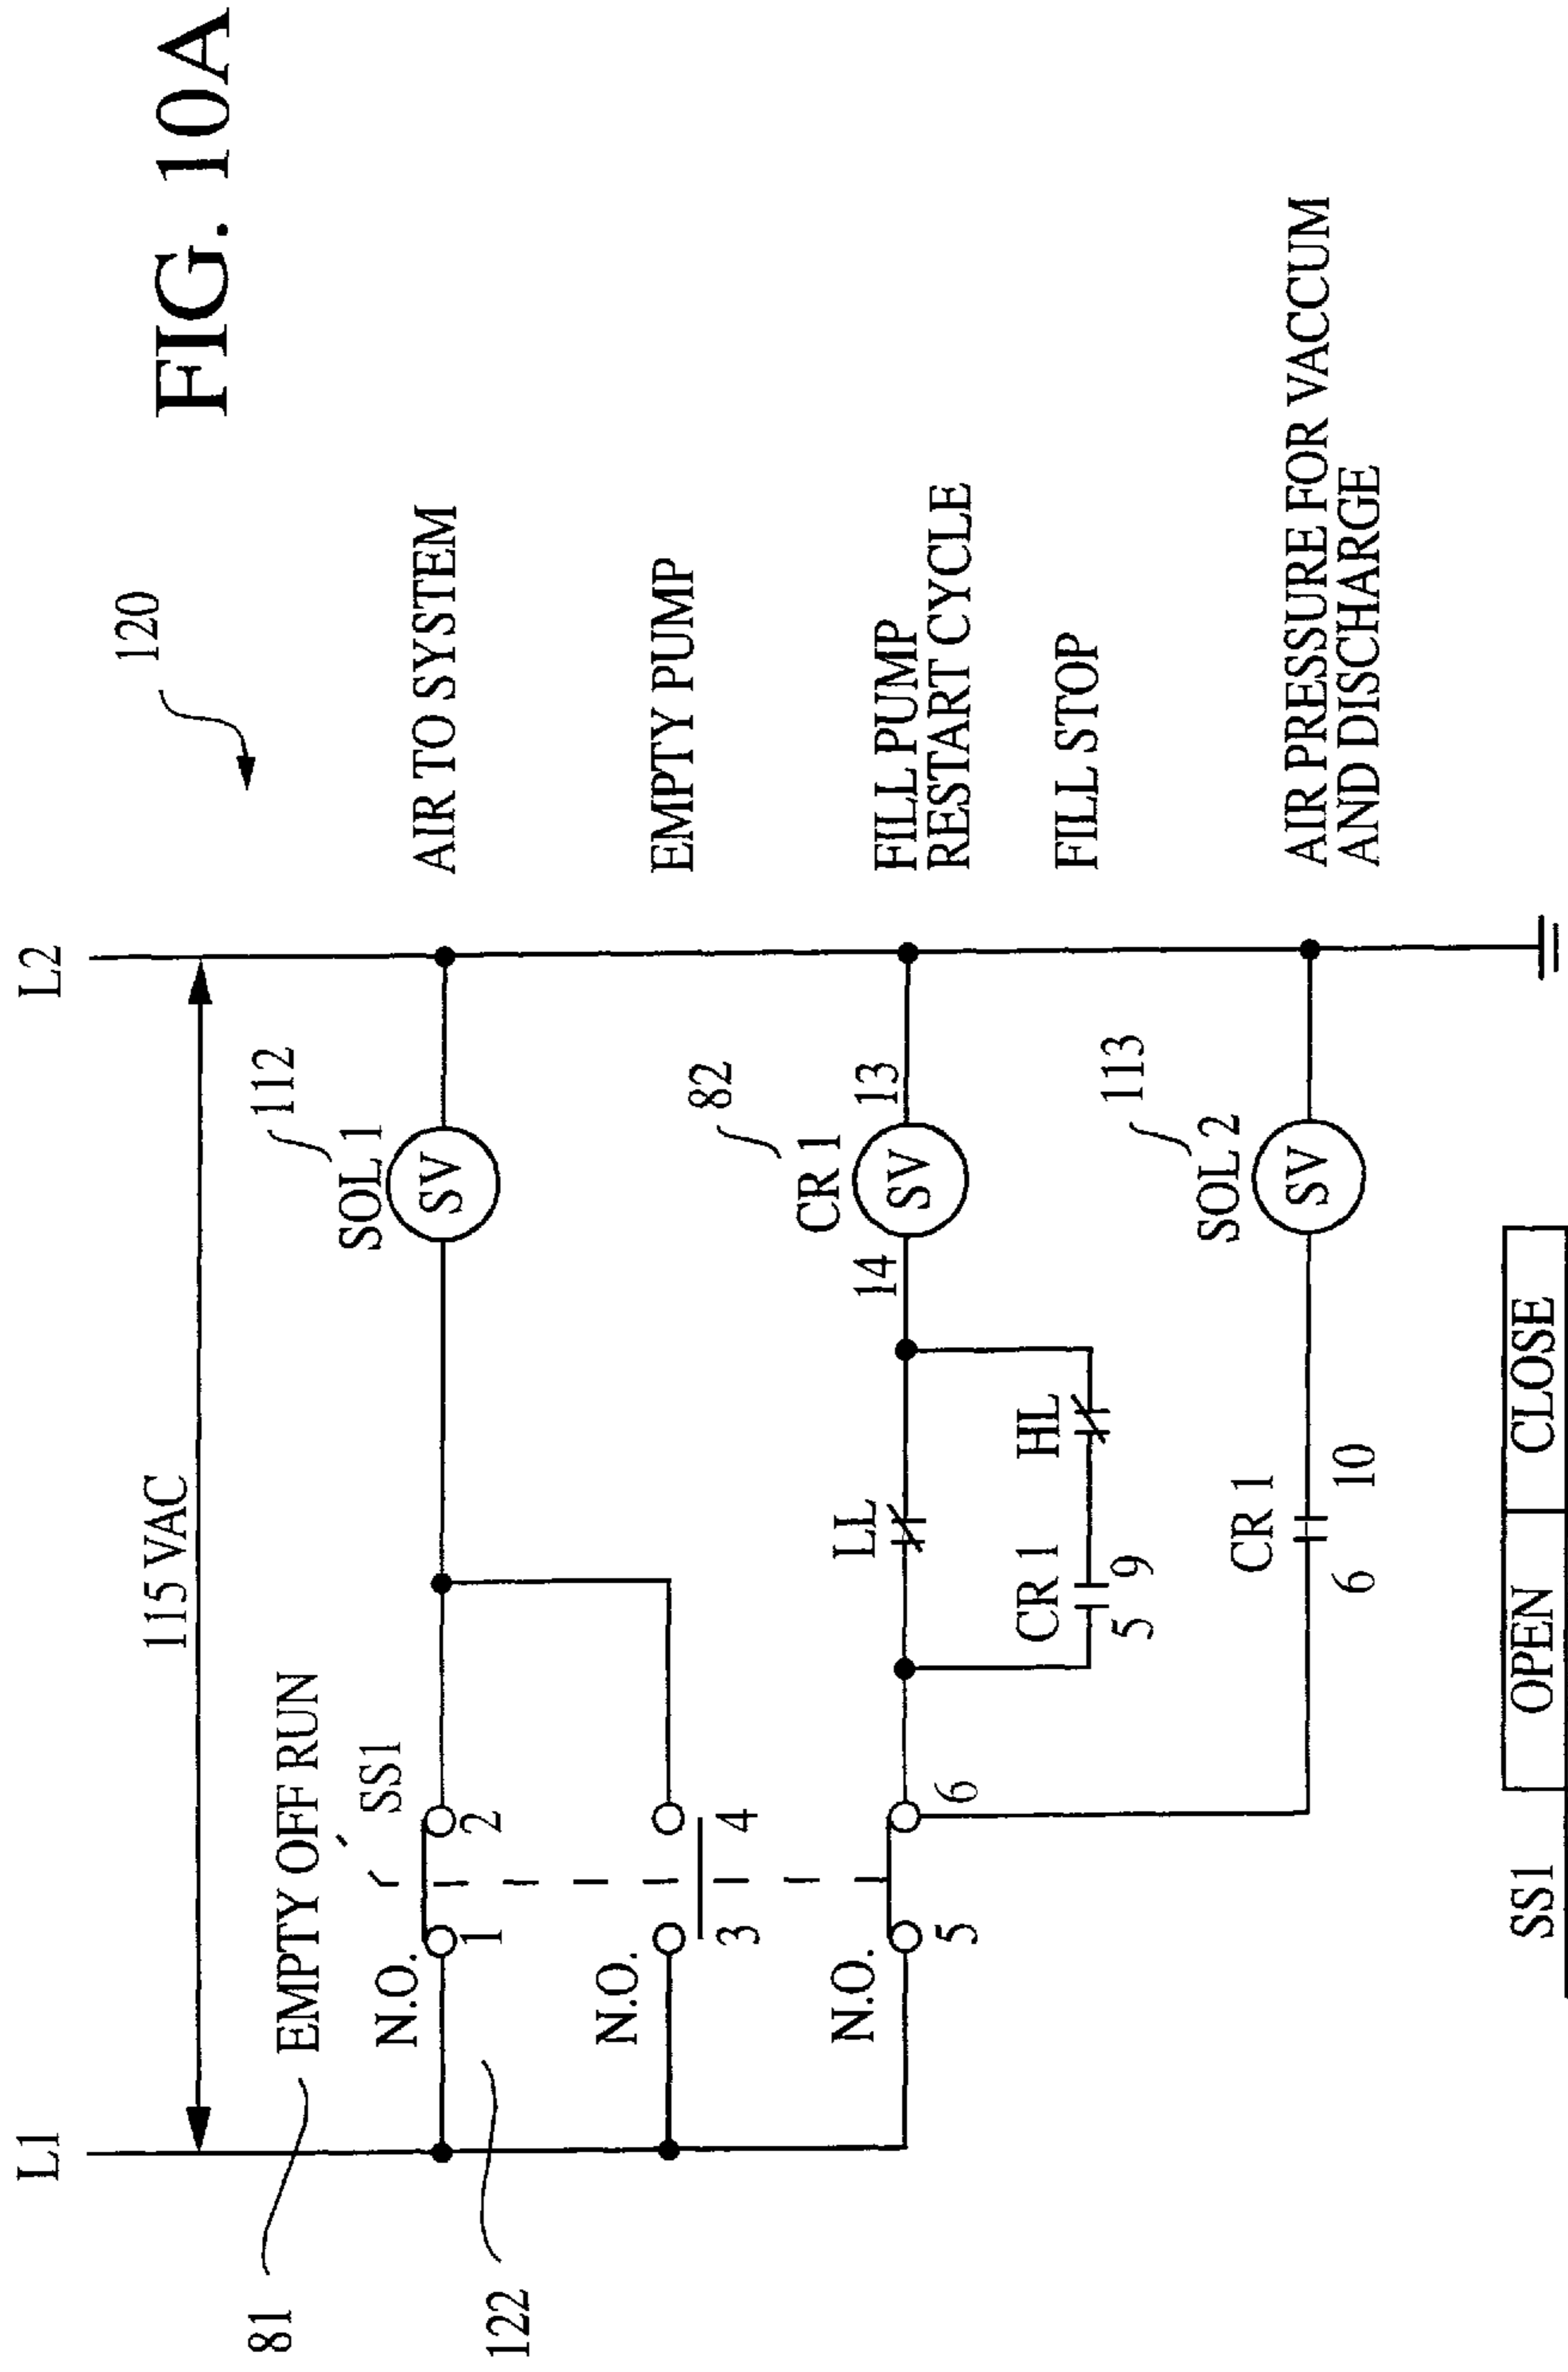 FIG. 10A
120
L1
L2
115 VAC
81
EMPTY OFF RUN
SS1
122
N.O.
1
2
SOL 1
112
SV
AIR TO SYSTEM
N.O.
3
4
EMPTY PUMP
N.O.
5
6
LL
14
CR 1
82
SV
13
FILL PUMP
RESTART CYCLE
CR 1
5
9
HL
FILL STOP
CR 1
6
10
SOL 2
113
SV
AIR PRESSURE FOR VACCUM
AND DISCHARGE
SS1
OPEN
CLOSE